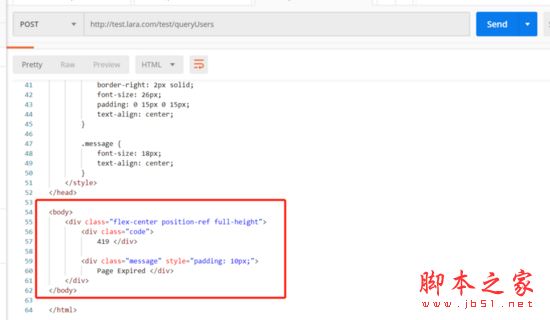 POST http://test.lara.com/test/queryUsers Send
Pretty Raw Preview HTML
41 border-right: 2px solid;
42 font-size: 26px;
43 padding: 0 15px 0 15px;
44 text-align: center;
45 }
46
47 .message {
48 font-size: 18px;
49 text-align: center;
50 }
51 </style>
52 </head>
53
54 <body>
55 <div class="flex-center position-ref full-height">
56 <div class="code">
57 419 </div>
58
59 <div class="message" style="padding: 10px;">
60 Page Expired </div>
61 </div>
62 </body>
63
64 </html>
脚本之家
www.jb51.net